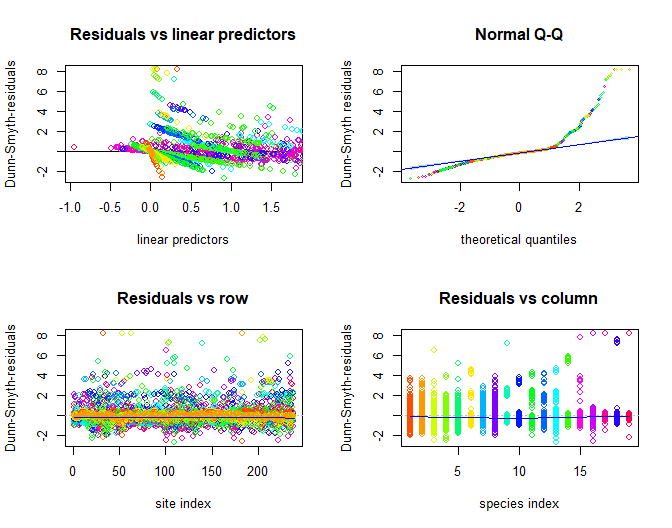 Residuals vs linear predictors
Dunn-Smyth-residuals
8
6
4
2
-2
-1.0 -0.5 0.0 0.5 1.0 1.5
linear predictors
Normal Q-Q
Dunn-Smyth-residuals
8
6
4
2
-2
-2 0 2
theoretical quantiles
Residuals vs row
Dunn-Smyth-residuals
8
6
4
2
-2
0 50 100 150 200
site index
Residuals vs column
Dunn-Smyth-residuals
8
6
4
2
-2
5 10 15
species index